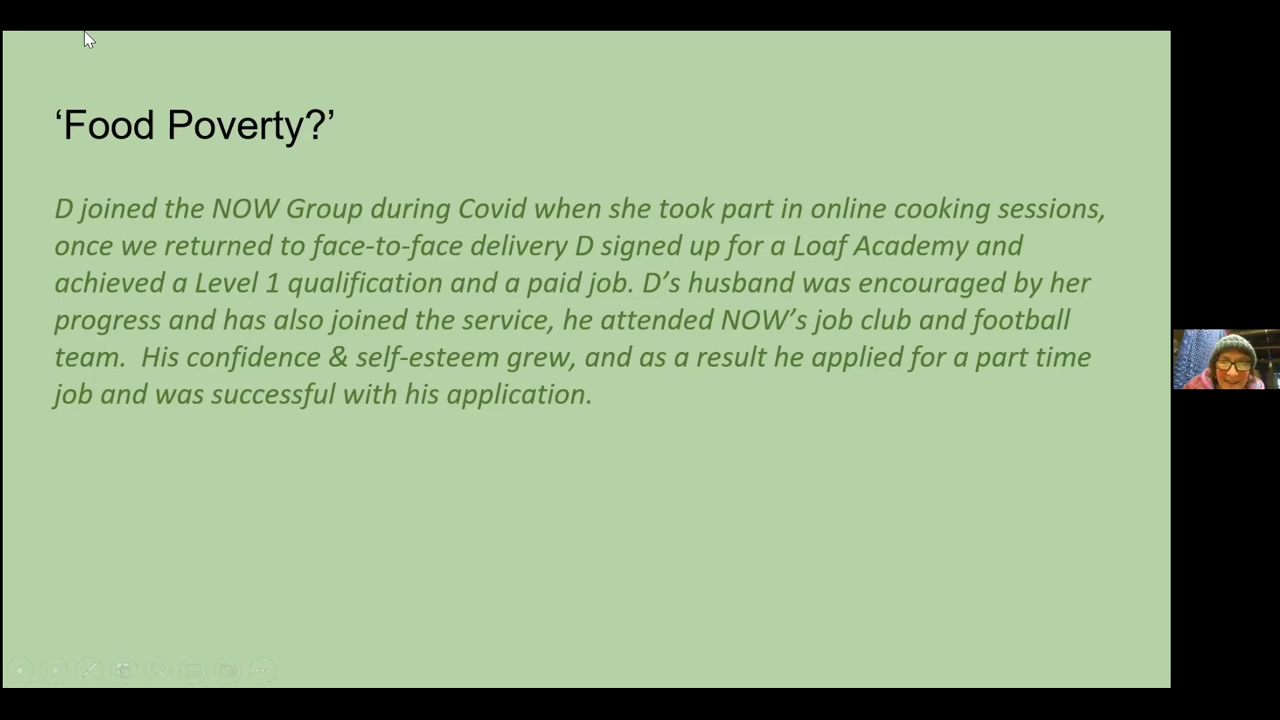 ‘Food Poverty?’
D joined the NOW Group during Covid when she took part in online cooking sessions,
once we returned to face-to-face delivery D signed up for a Loaf Academy and
achieved a Level 1 qualification and a paid job. D’s husband was encouraged by her
progress and has also joined the service, he attended NOW’s job club and football
team.  His confidence & self-esteem grew, and as a result he applied for a part time
job and was successful with his application.